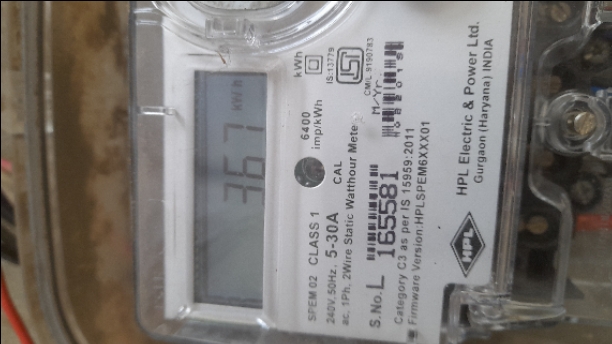 367 kWh
kWh
6400
imp/kWh
CAL
IS:13779
CM/L:9190783
M/Yr.
SPEM 02 CLASS 1
240V,50Hz, 5-30A
ac, 1Ph, 2Wire Static Watthour Meter
S.No. L 165581
Category C3 as per IS 15959:2011
Firmware Version:HPLSPEM6XXX01
HPL
HPL Electric & Power Ltd.
Gurgaon (Haryana) INDIA